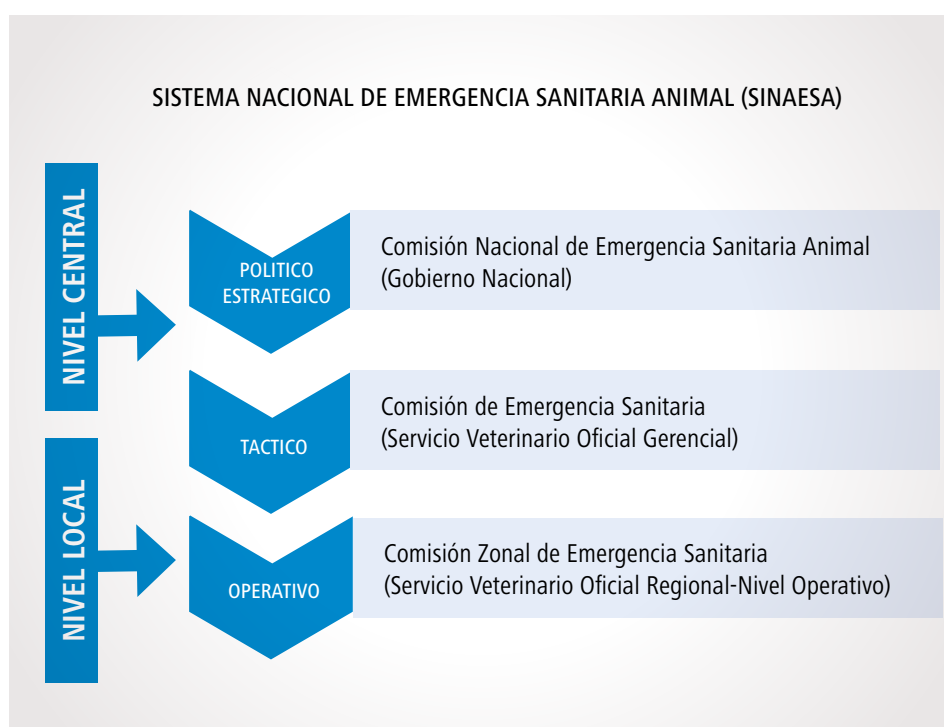 SISTEMA NACIONAL DE EMERGENCIA SANITARIA ANIMAL (SINAESA)
NIVEL CENTRAL
POLITICO
ESTRATEGICO
Comisión Nacional de Emergencia Sanitaria Animal
(Gobierno Nacional)
TACTICO
Comisión de Emergencia Sanitaria
(Servicio Veterinario Oficial Gerencial)
NIVEL LOCAL
OPERATIVO
Comisión Zonal de Emergencia Sanitaria
(Servicio Veterinario Oficial Regional-Nivel Operativo)